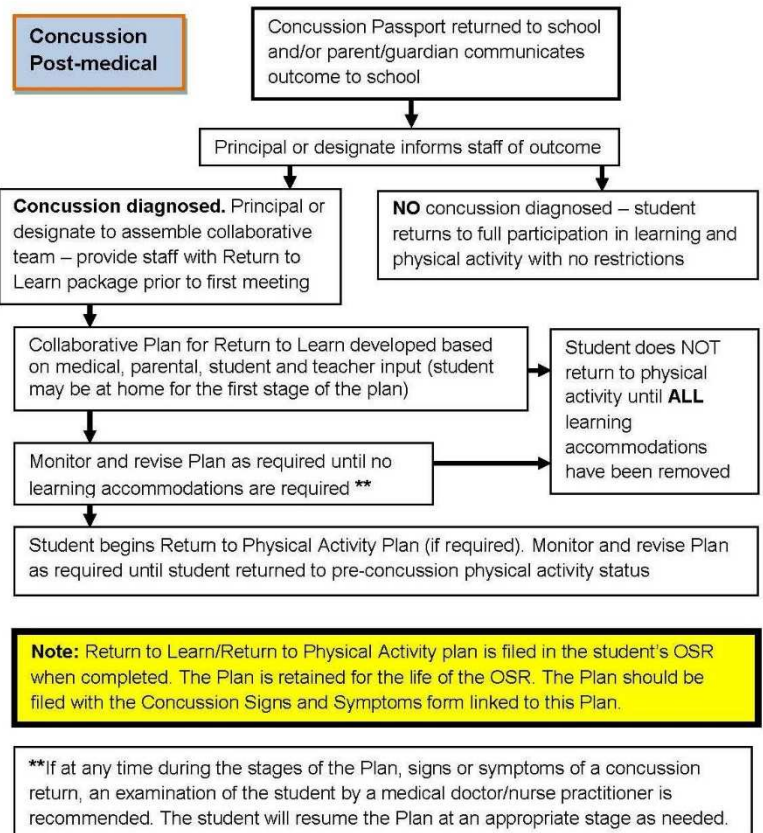 Concussion
Post-medical
Concussion Passport returned to school
and/or parent/guardian communicates
outcome to school
Principal or designate informs staff of outcome
Concussion diagnosed. Principal or
designate to assemble collaborative
team – provide staff with Return to
Learn package prior to first meeting
NO concussion diagnosed – student
returns to full participation in learning and
physical activity with no restrictions
Collaborative Plan for Return to Learn developed based
on medical, parental, student and teacher input (student
may be at home for the first stage of the plan)
Student does NOT
return to physical
activity until ALL
learning
accommodations
have been removed
Monitor and revise Plan as required until no
learning accommodations are required **
Student begins Return to Physical Activity Plan (if required). Monitor and revise Plan
as required until student returned to pre-concussion physical activity status
Note: Return to Learn/Return to Physical Activity plan is filed in the student's OSR
when completed. The Plan is retained for the life of the OSR. The Plan should be
filed with the Concussion Signs and Symptoms form linked to this Plan.
**If at any time during the stages of the Plan, signs or symptoms of a concussion
return, an examination of the student by a medical doctor/nurse practitioner is
recommended. The student will resume the Plan at an appropriate stage as needed.